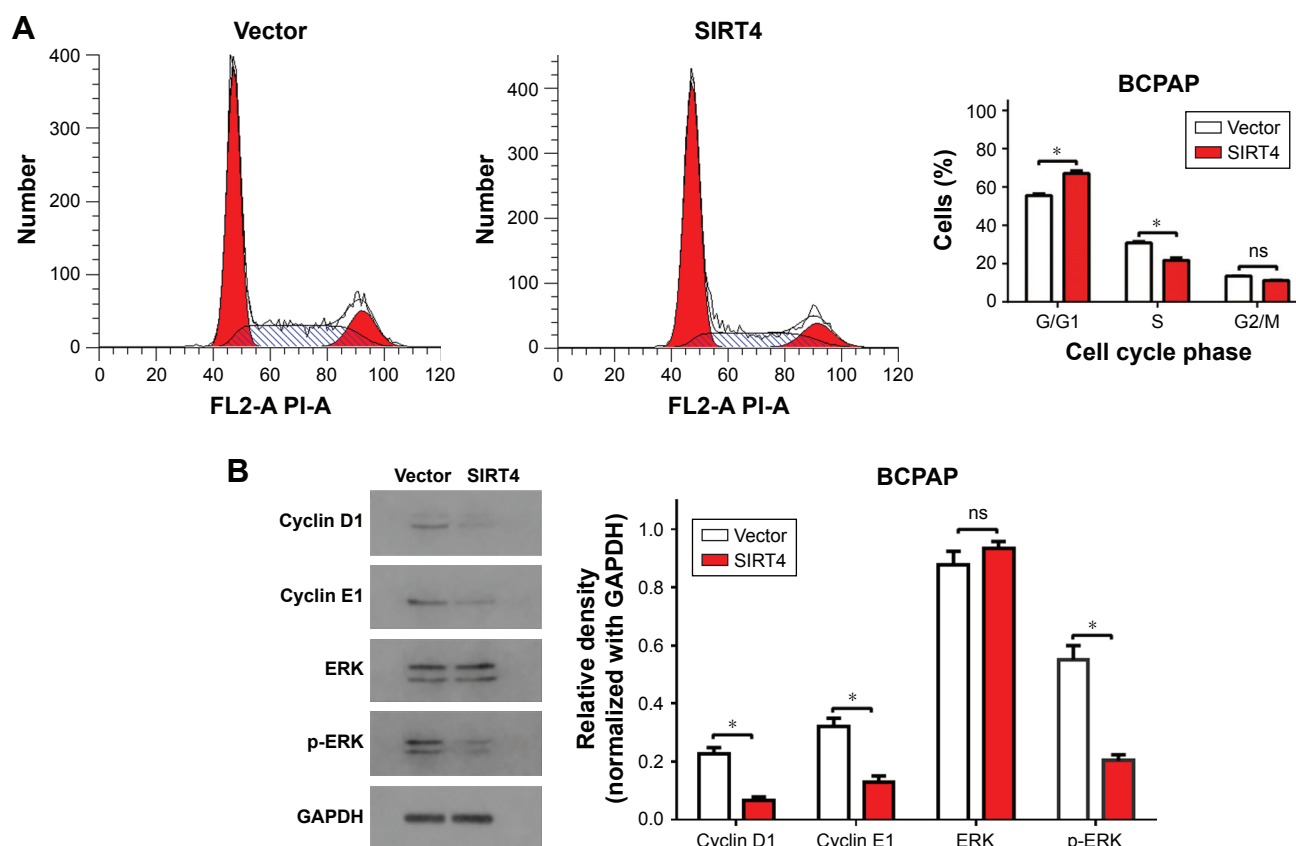 A
Vector
SIRT4
Number
400
300
200
100
0
0 20 40 60 80 100 120
FL2-A PI-A
Number
400
300
200
100
0
0 20 40 60 80 100 120
FL2-A PI-A
BCPAP
Vector
SIRT4
Cells (%)
100
80
60
40
20
0
*
*
ns
G/G1 S G2/M
Cell cycle phase
B
Vector SIRT4
Cyclin D1
Cyclin E1
ERK
p-ERK
GAPDH
BCPAP
Vector
SIRT4
Relative density
(normalized with GAPDH)
1.0
0.8
0.6
0.4
0.2
0.0
*
*
ns
*
Cyclin D1 Cyclin E1 ERK p-ERK